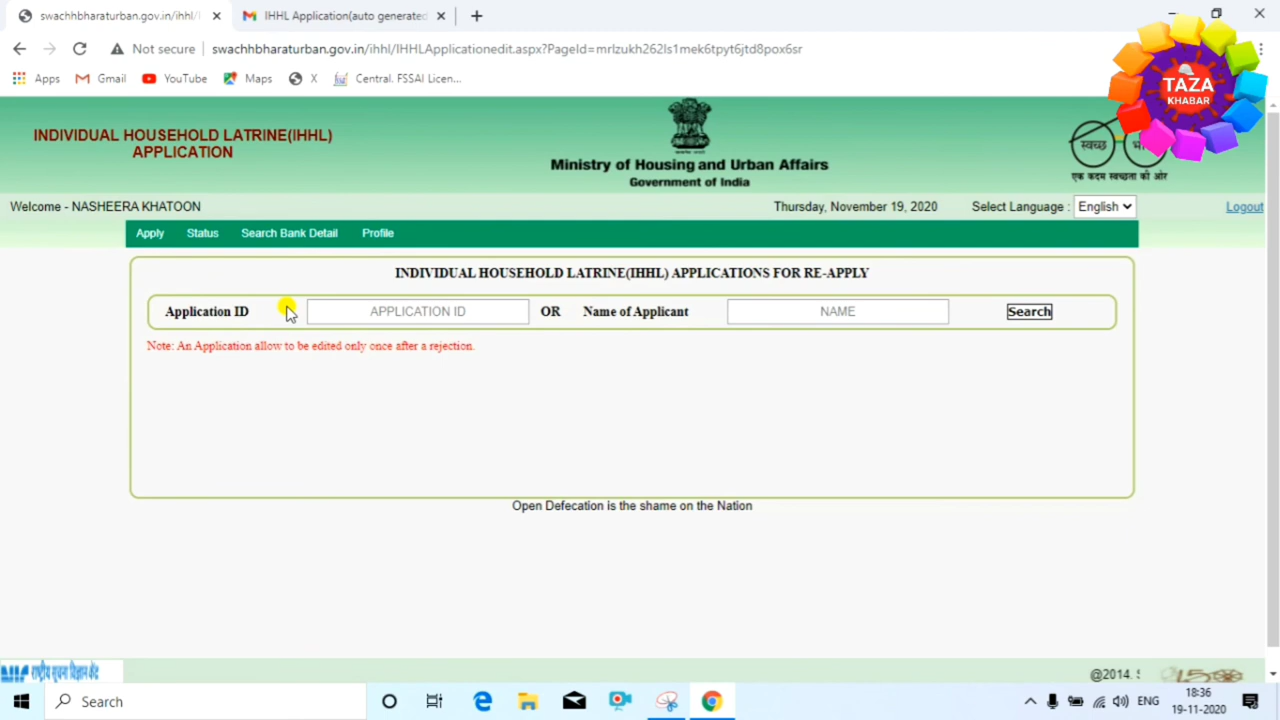 swachhbharaturban.gov.in/ihhl/I
IHHL Application(auto generated
Not secure swachhbharaturban.gov.in/ihhl/IHHLApplicationedit.aspx?PageId=mrlzukh262ls1mek6tpyt6jtd8pox6sr
Apps Gmail YouTube Maps X Central. FSSAI Licen...
TAZA
KHABAR
INDIVIDUAL HOUSEHOLD LATRINE(IHHL)
APPLICATION
Ministry of Housing and Urban Affairs
Government of India
स्वच्छ
एक कदम स्वच्छता की ओर
Welcome - NASHEERA KHATOON Thursday, November 19, 2020 Select Language : English Logout
Apply Status Search Bank Detail Profile
INDIVIDUAL HOUSEHOLD LATRINE(IHHL) APPLICATIONS FOR RE-APPLY
Application ID APPLICATION ID OR Name of Applicant NAME Search
Note: An Application allow to be edited only once after a rejection.
Open Defecation is the shame on the Nation
राष्ट्रीय सूचना विज्ञान केंद्र
@2014.
Search
ENG
18:36
19-11-2020